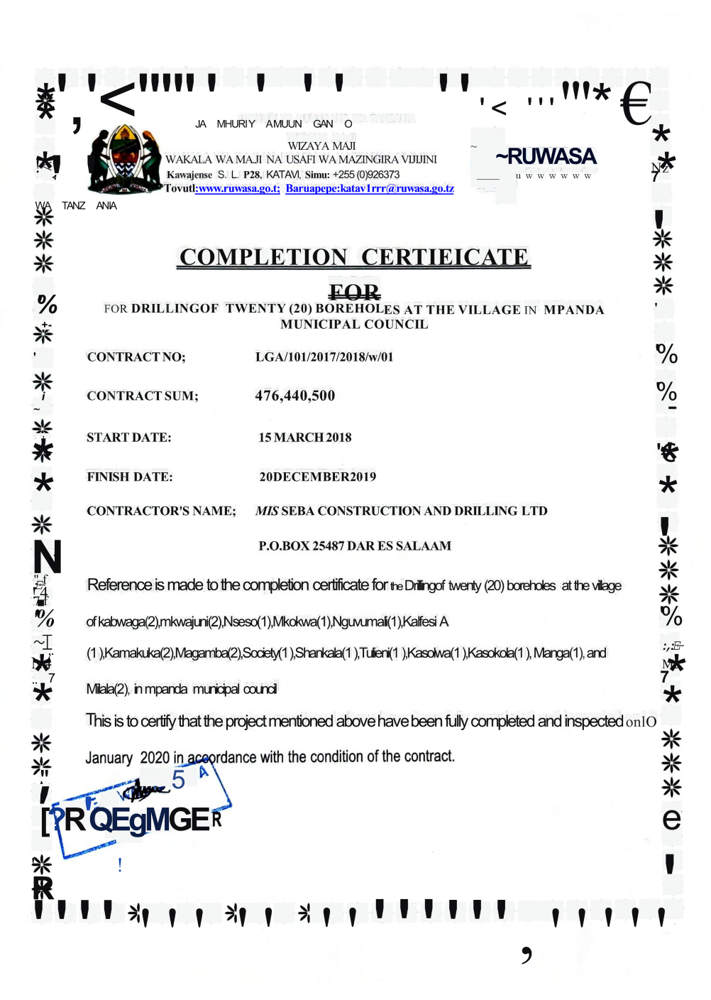 JA MHURIY AMUUN GAN O
WIZAYA MAJI
WAKALA WA MA.JI NA USAFI WA MAZINGIRA VIJIJINI
Kawajense S. L. P28, KATAVI, Simu: +255 (0)926373
Tovutl:www.ruwasa.go.t; Baruapepe:katav1rrr@ruwasa.go.tz
~RUWASA
u w w w w w w
WA TANZ ANIA
COMPLETION CERTIEICATE
FOR
FOR DRILLINGOF TWENTY (20) BOREHOLES AT THE VILLAGE IN MPANDA
MUNICIPAL COUNCIL
CONTRACT NO; LGA/101/2017/2018/w/01
CONTRACT SUM; 476,440,500
START DATE: 15 MARCH 2018
FINISH DATE: 20DECEMBER2019
CONTRACTOR'S NAME; MIS SEBA CONSTRUCTION AND DRILLING LTD
P.O.BOX 25487 DAR ES SALAAM
Reference is made to the completion certificate for the Drilingof twenty (20) boreholes at the village
of kabwaga(2),mkwajuni(2),Nseso(1),Mkokwa(1),Nguvumali(1),Kalfesi A
(1),Kamakuka(2),Magamba(2),Society(1),Shankala(1),Tulieni(1),Kasolwa(1),Kasokola(1), Manga(1), and
Milala(2), in mpanda municipal council
This is to certify that the project mentioned above have been fully completed and inspected onlO
January 2020 in accordance with the condition of the contract.
5 A
[?R QEgMGER